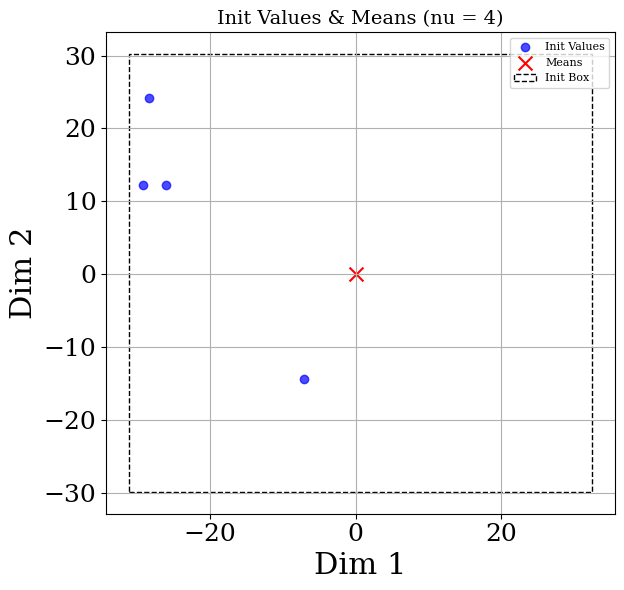 Init Values & Means (nu = 4)
Init Values
Means
Init Box
Dim 2
30
20
10
0
−10
−20
−30
−20
0
20
Dim 1